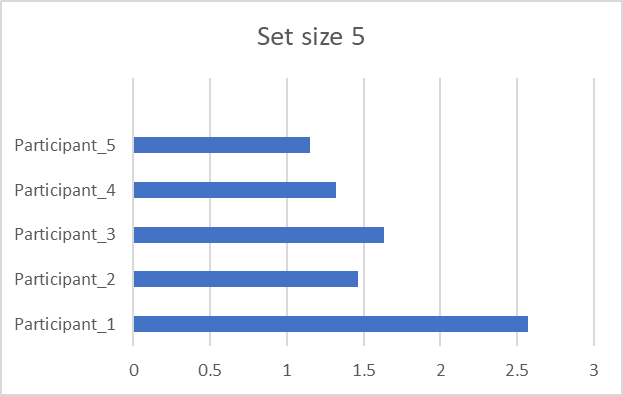 Set size 5
Participant_5
Participant_4
Participant_3
Participant_2
Participant_1
0 0.5 1 1.5 2 2.5 3